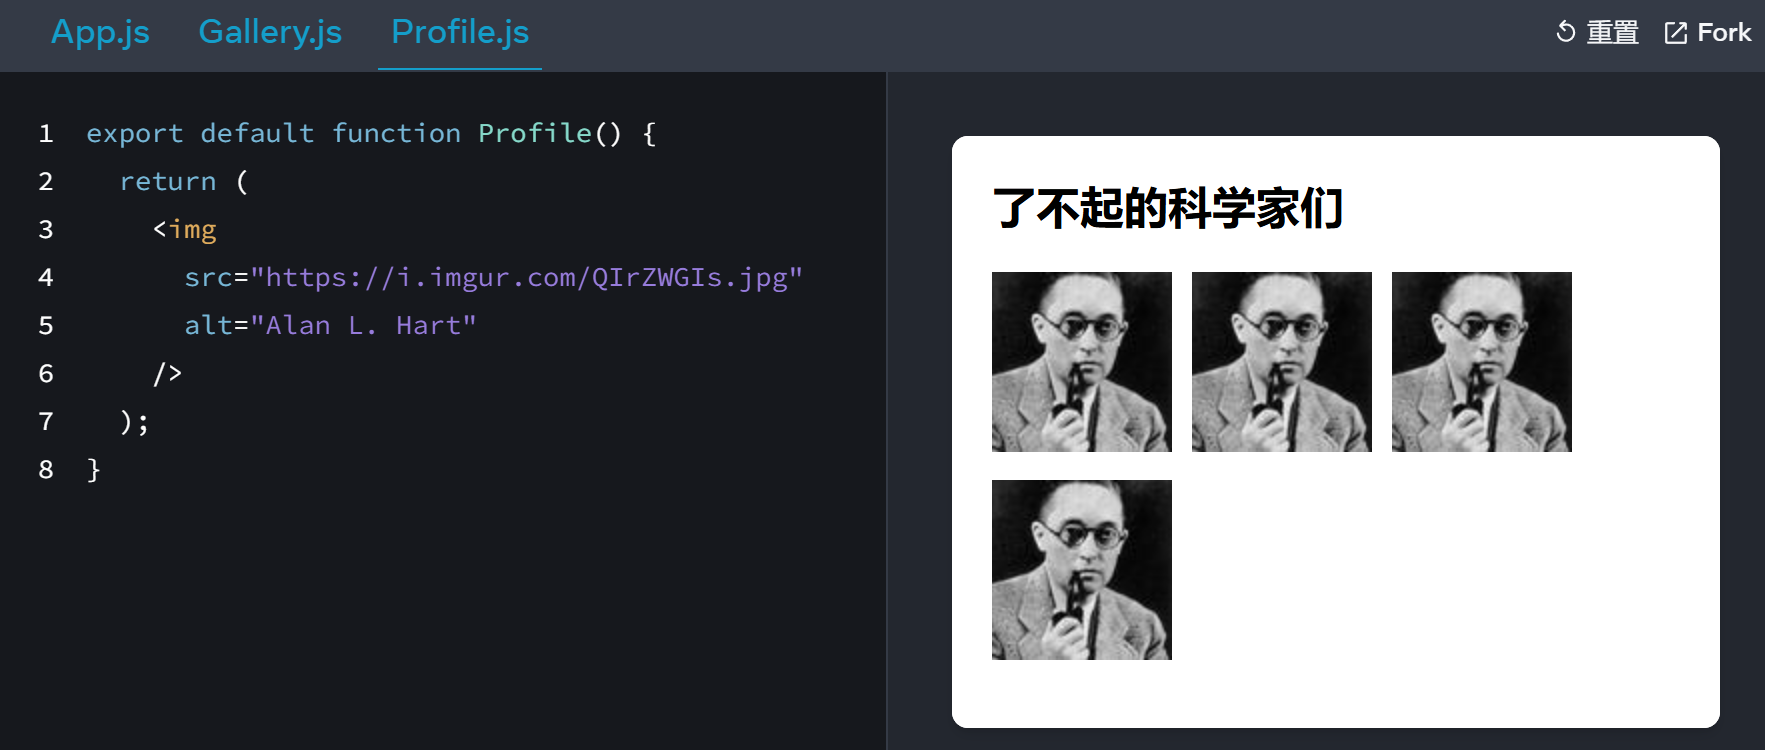 App.js Gallery.js Profile.js 重置 Fork
1 export default function Profile() {
2   return (
3     <img
4       src="https://i.imgur.com/QIrZWGIs.jpg"
5       alt="Alan L. Hart"
6     />
7   );
8 }
了不起的科学家们